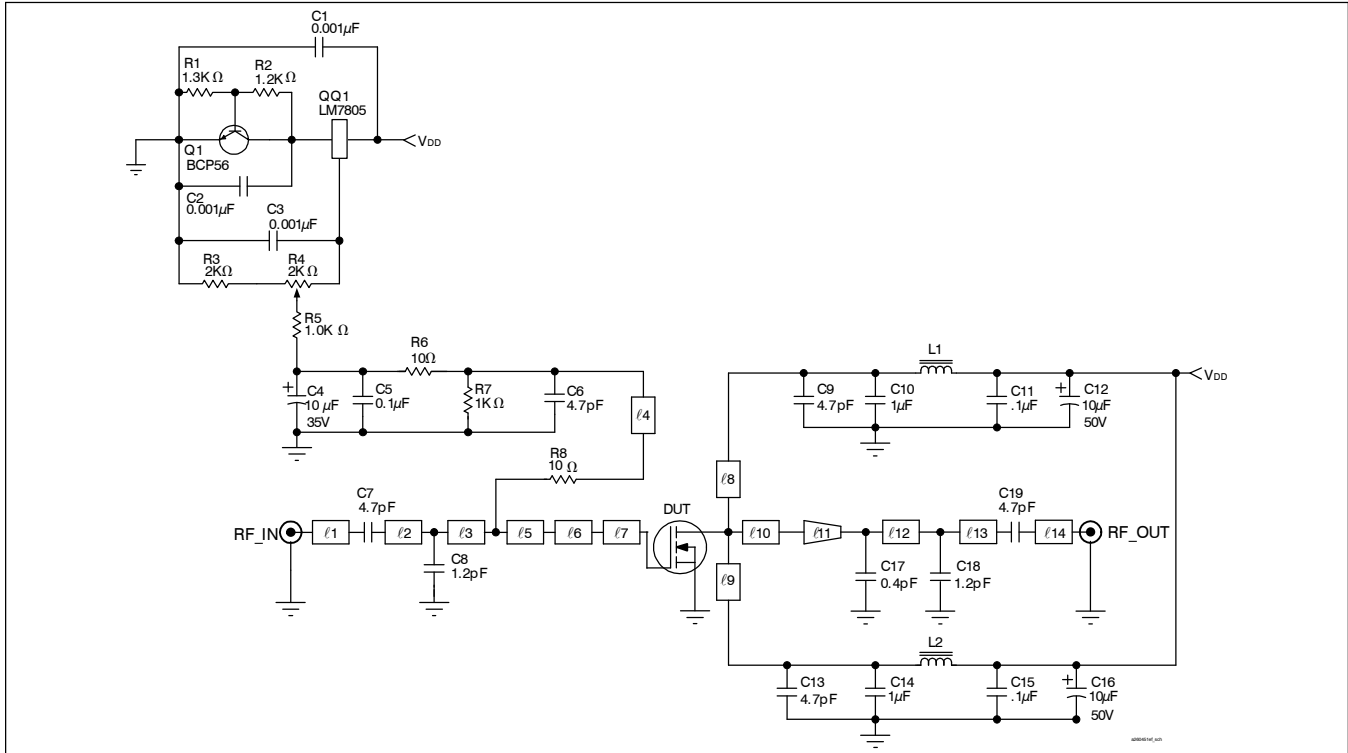 C1
0.001µF
R1
1.3K Ω
R2
1.2K Ω
QQ1
LM7805
VDD
Q1
BCP56
C2
0.001µF
C3
0.001µF
R3
2KΩ
R4
2K Ω
R5
1.0K Ω
R6
10Ω
C4
10 µF
35V
C5
0.1µF
R7
1K Ω
C6
4.7pF
ℓ4
R8
10 Ω
L1
VDD
C9
4.7pF
C10
1µF
C11
.1µF
C12
10µF
50V
ℓ8
DUT
RF_IN
ℓ1
C7
4.7pF
ℓ2
ℓ3
ℓ5
ℓ6
ℓ7
C8
1.2pF
ℓ10
ℓ11
ℓ12
ℓ13
C19
4.7pF
ℓ14
RF_OUT
ℓ9
C17
0.4pF
C18
1.2pF
L2
C13
4.7pF
C14
1µF
C15
.1µF
C16
10µF
50V